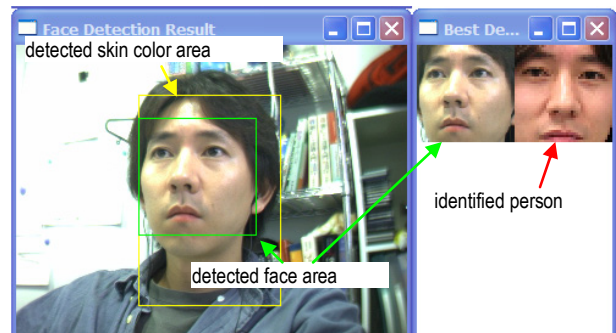 Face Detection Result
Best De...
detected skin color area
identified person
detected face area